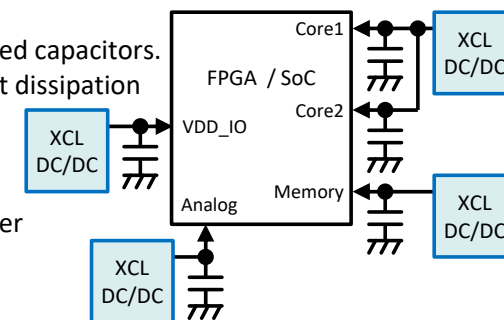 ed capacitors.
t dissipation
er
FPGA / SoC
Core1
Core2
VDD_IO
Memory
Analog
XCL
DC/DC
XCL
DC/DC
XCL
DC/DC
XCL
DC/DC